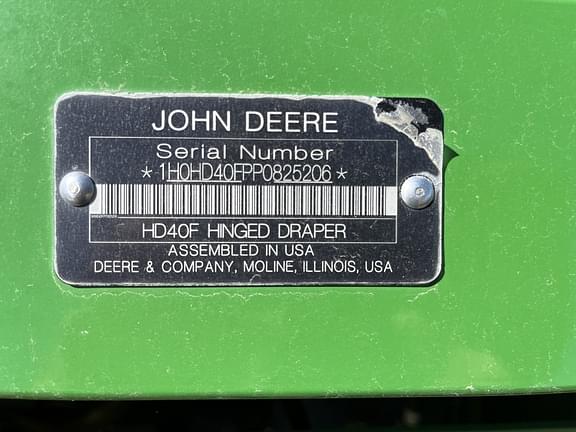 JOHN DEERE
Serial Number
*1H0HD40FPP0825206*
HD40F HINGED DRAPER
ASSEMBLED IN USA
DEERE & COMPANY, MOLINE, ILLINOIS, USA